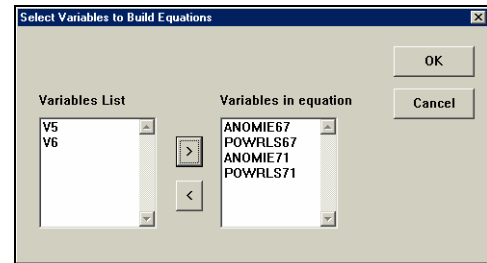 Select Variables to Build Equations
OK
Cancel
Variables List
V5
V6
>
<
Variables in equation
ANOMIE67
POWRLS67
ANOMIE71
POWRLS71